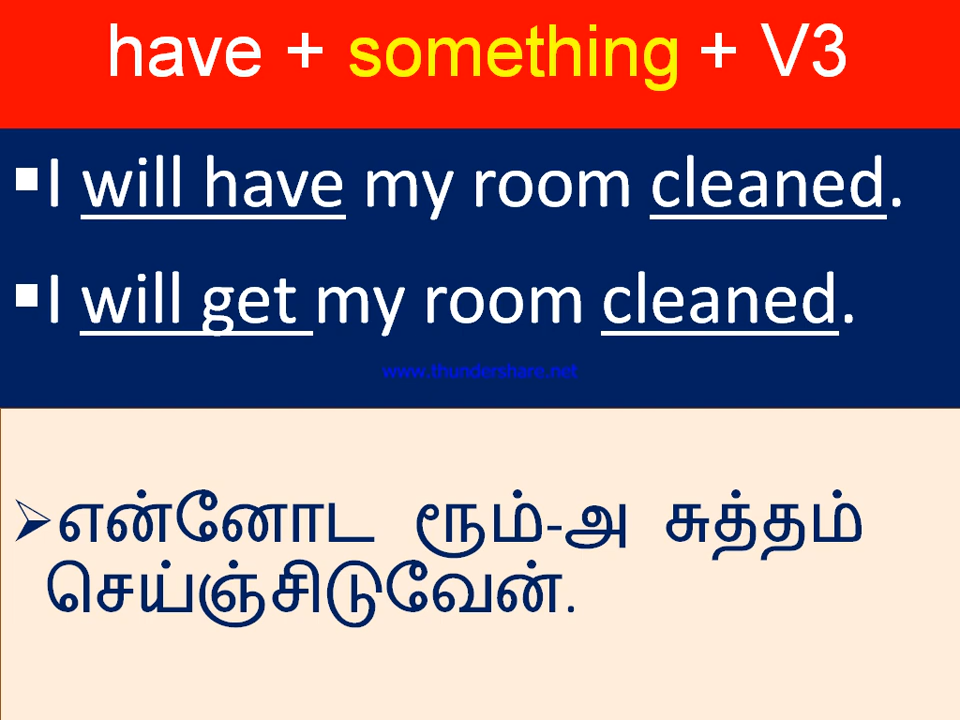 have + something + V3
▪I will have my room cleaned.
▪I will get my room cleaned.
www.thundershare.net
➢என்னோட ரூம்-அ சுத்தம்
செய்ஞ்சிடுவேன்.